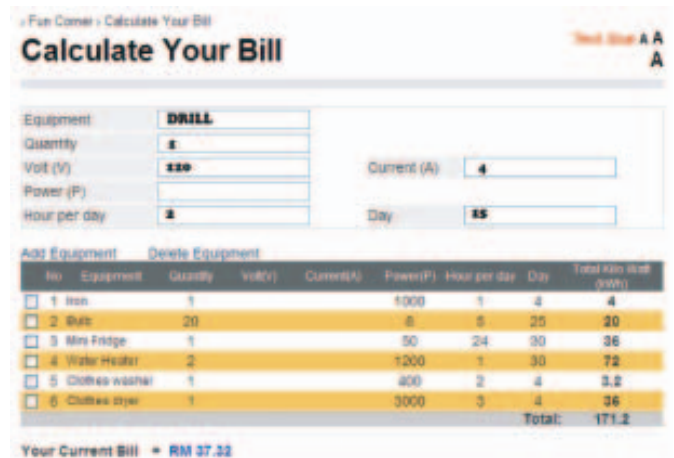 › Fun Corner › Calculate Your Bill
Calculate Your Bill
Text Size A A
A
Equipment DRILL
Quantity
Volt (V) Current (A) 4
Power (P)
Hour per day 2 Day 15
Add Equipment Delete Equipment
No Equipment Quantity Volt(V) Current(A) Power(P) Hour per day Day Total Kilo Watt (kWh)
1 Iron 1 1000 1 4 4
2 Bulb 20 8 5 25 20
3 Mini Fridge 1 50 24 30 36
4 Water Heater 2 1200 1 30 72
5 Clothes washer 1 400 2 4 3.2
6 Clothes dryer 1 3000 3 4 36
Total: 171.2
Your Current Bill = RM 37.32